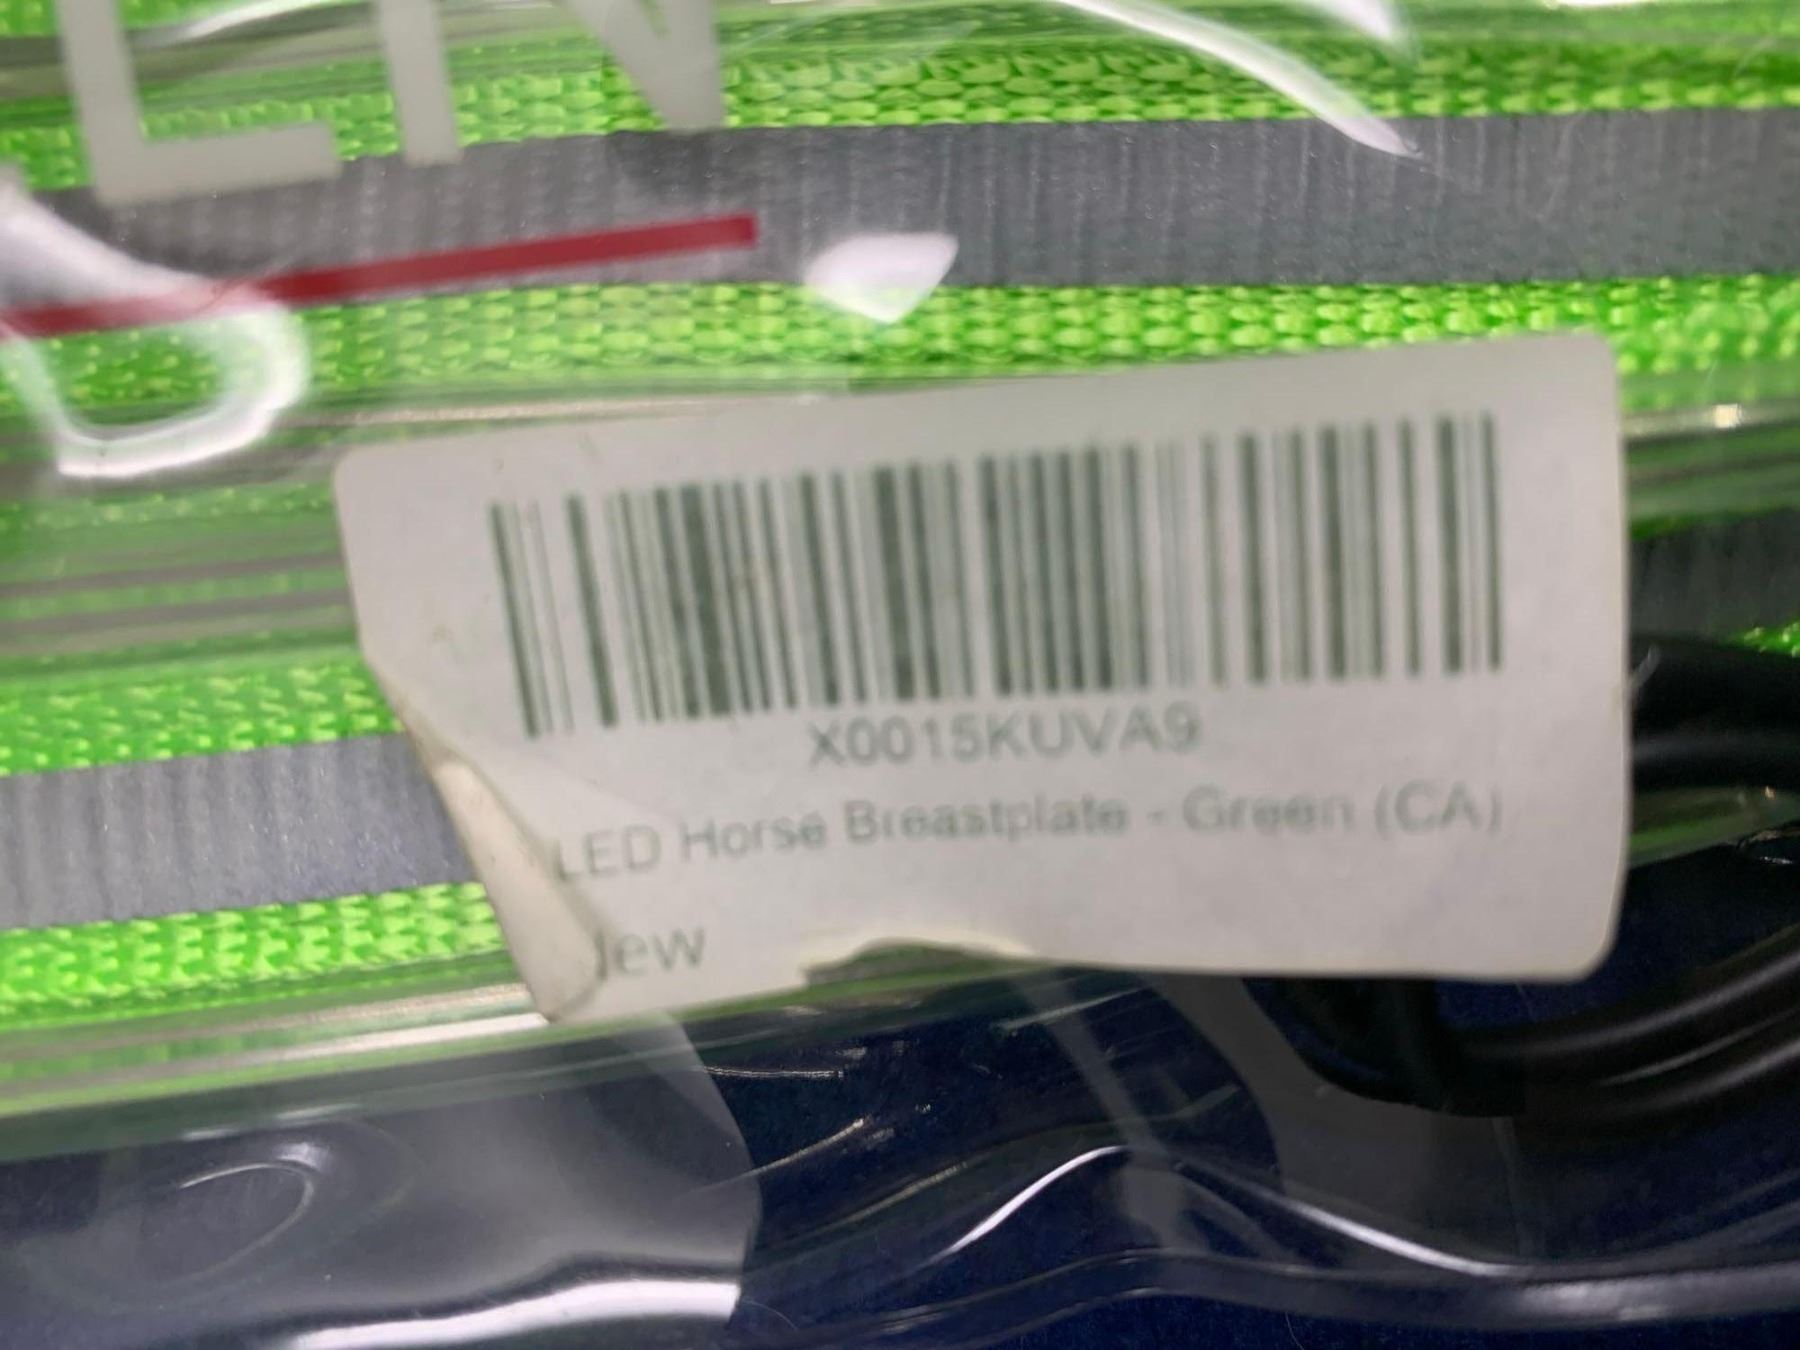 X0015KUVA9
LED Horse Breastplate - Green (CA)